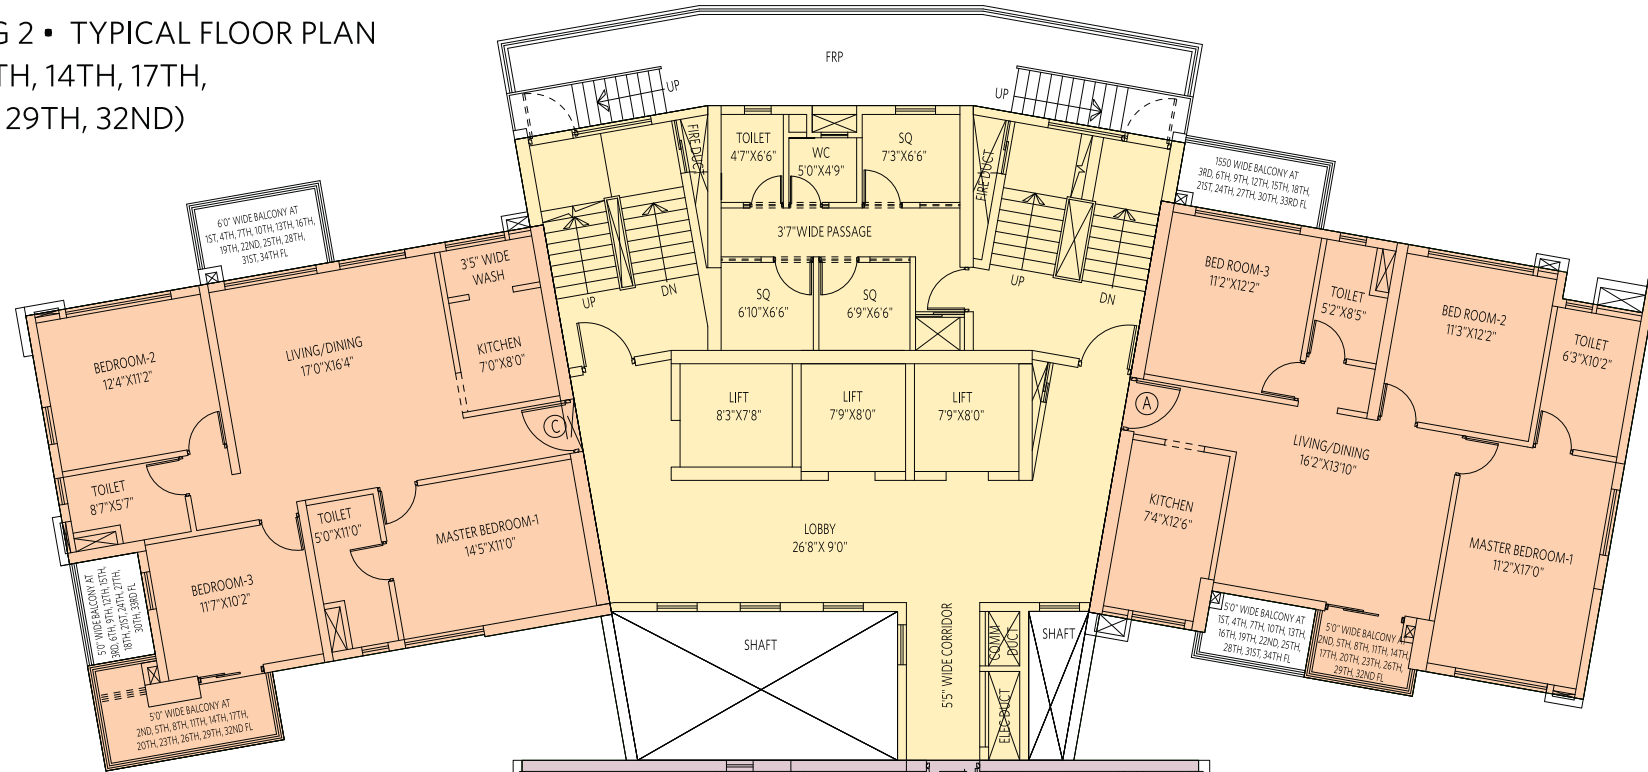 G 2 • TYPICAL FLOOR PLAN
TH, 14TH, 17TH,
29TH, 32ND)
FRP
UP
UP
FIRE DUCT
TOILET
4'7"X6'6"
WC
5'0"X4'9"
SQ
7'3"X6'6"
FIRE DUCT
3'7"WIDE PASSAGE
SQ
6'10"X6'6"
SQ
6'9"X6'6"
UP
DN
UP
DN
6'0" WIDE BALCONY AT
1ST, 4TH, 7TH, 10TH, 13TH, 16TH,
19TH, 22ND, 25TH, 28TH,
31ST, 34TH FL
3'5" WIDE
WASH
KITCHEN
7'0"X8'0"
LIVING/DINING
17'0"X16'4"
BEDROOM-2
12'4"X11'2"
C
TOILET
8'7"X5'7"
TOILET
5'0"X11'0"
MASTER BEDROOM-1
14'5"X11'0"
BEDROOM-3
11'7"X10'2"
5'0" WIDE BALCONY AT
3RD, 6TH, 9TH, 12TH, 15TH,
18TH, 21ST, 24TH, 27TH,
30TH, 33RD FL
5'0" WIDE BALCONY AT
2ND, 5TH, 8TH, 11TH, 14TH, 17TH,
20TH, 23TH, 26TH, 29TH, 32ND FL
LIFT
8'3"X7'8"
LIFT
7'9"X8'0"
LIFT
7'9"X8'0"
LOBBY
26'8"X 9'0"
SHAFT
5'5" WIDE CORRIDOR
COMM
DUCT
ELEC DUCT
SHAFT
1550 WIDE BALCONY AT
3RD, 6TH, 9TH, 12TH, 15TH, 18TH,
21ST, 24TH, 27TH, 30TH, 33RD FL
BED ROOM-3
11'2"X12'2"
TOILET
5'2"X8'5"
BED ROOM-2
11'3"X12'2"
TOILET
6'3"X10'2"
A
LIVING/DINING
16'2"X13'10"
KITCHEN
7'4"X12'6"
MASTER BEDROOM-1
11'2"X17'0"
5'0" WIDE BALCONY AT
1ST, 4TH, 7TH, 10TH, 13TH,
16TH, 19TH, 22ND, 25TH,
28TH, 31ST, 34TH FL
5'0" WIDE BALCONY A
2ND, 5TH, 8TH, 11TH, 14TH,
17TH, 20TH, 23TH, 26TH,
29TH, 32ND FL